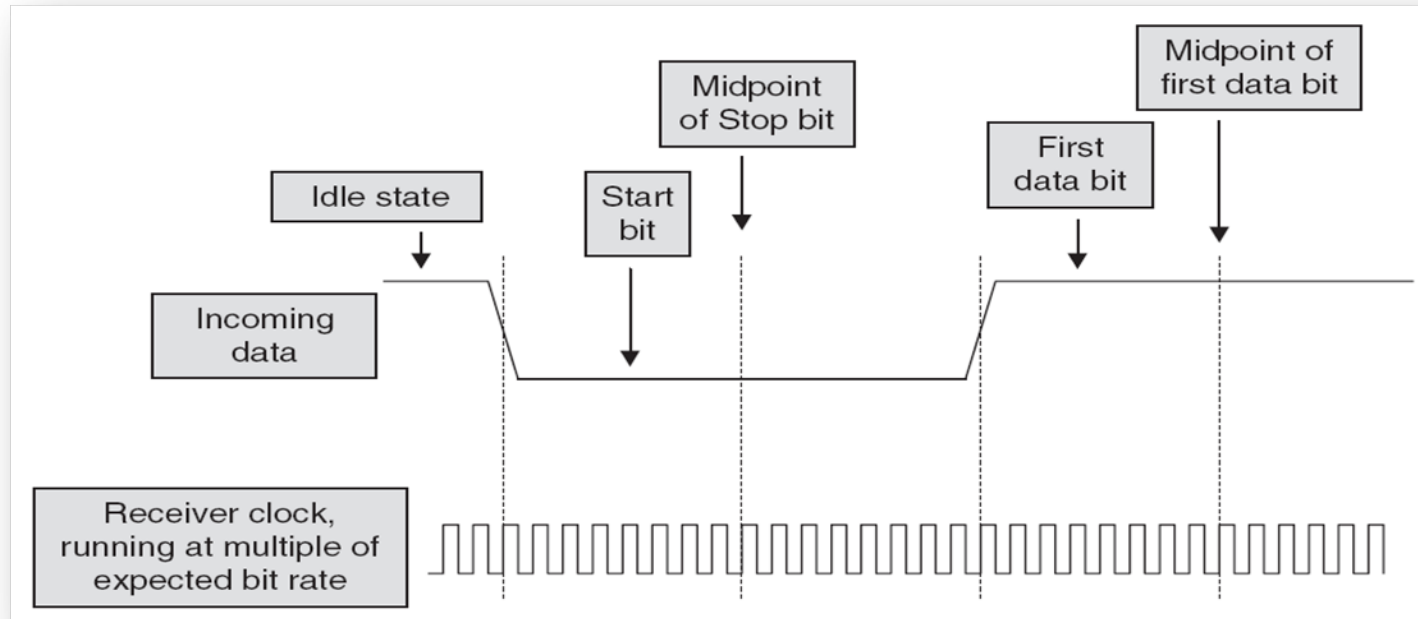 Midpoint of
first data bit
Midpoint
of Stop bit
First
data bit
Idle state
Start
bit
Incoming
data
Receiver clock,
running at multiple of
expected bit rate